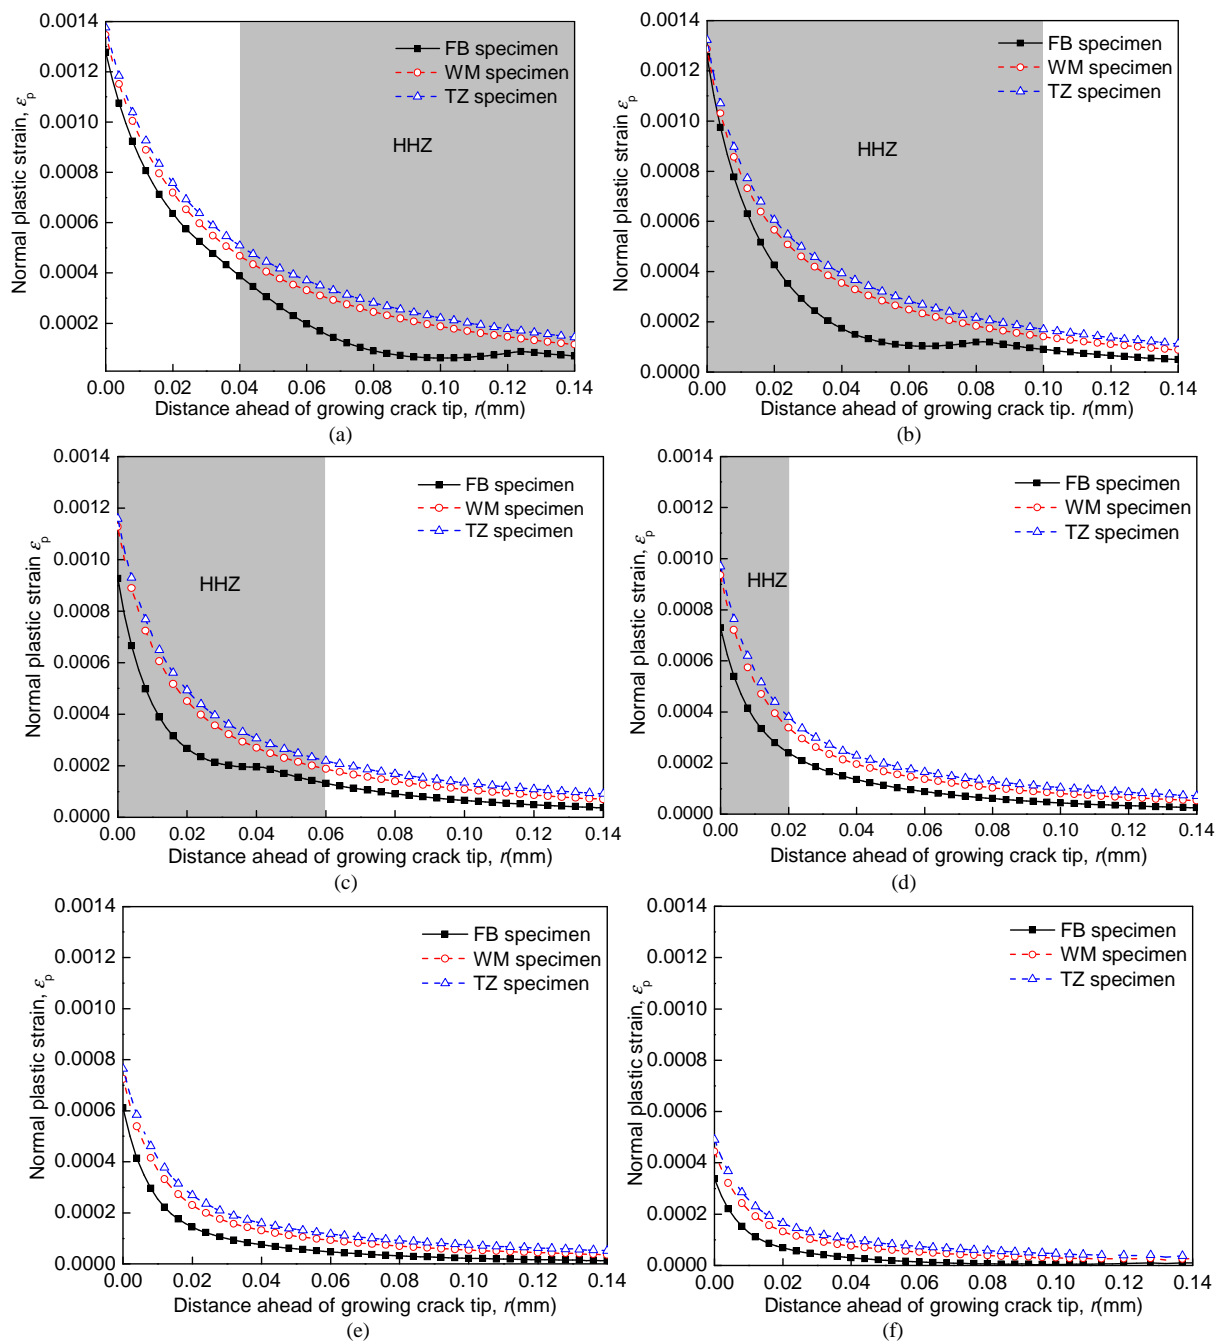 0.0014
0.0012
0.0010
0.0008
0.0006
0.0004
0.0002
Normal plastic strain, εp
FB specimen
WM specimen
TZ specimen
HHZ
0.00 0.02 0.04 0.06 0.08 0.10 0.12 0.14
Distance ahead of growing crack tip, r(mm)
(a)
0.0014
0.0012
0.0010
0.0008
0.0006
0.0004
0.0002
0.0000
Normal plastic strain εp
FB specimen
WM specimen
TZ specimen
HHZ
0.00 0.02 0.04 0.06 0.08 0.10 0.12 0.14
Distance ahead of growing crack tip. r(mm)
(b)
0.0014
0.0012
0.0010
0.0008
0.0006
0.0004
0.0002
0.0000
Normal plastic strain εp
FB specimen
WM specimen
TZ specimen
HHZ
0.00 0.02 0.04 0.06 0.08 0.10 0.12 0.14
Distance ahead of growing crack tip, r(mm)
(c)
0.0014
0.0012
0.0010
0.0008
0.0006
0.0004
0.0002
0.0000
Normal plastic strain, εp
FB specimen
WM specimen
TZ specimen
HHZ
0.00 0.02 0.04 0.06 0.08 0.10 0.12 0.14
Distance ahead of growing crack tip, r(mm)
(d)
0.0014
0.0012
0.0010
0.0008
0.0006
0.0004
0.0002
0.0000
Normal plastic strain, εp
FB specimen
WM specimen
TZ specimen
0.00 0.02 0.04 0.06 0.08 0.10 0.12 0.14
Distance ahead of growing crack tip, r(mm)
(e)
0.0014
0.0012
0.0010
0.0008
0.0006
0.0004
0.0002
0.0000
Normal plastic strain, εp
FB specimen
WM specimen
TZ specimen
0.00 0.02 0.04 0.06 0.08 0.10 0.12 0.14
Distance ahead of growing crack tip, r(mm)
(f)